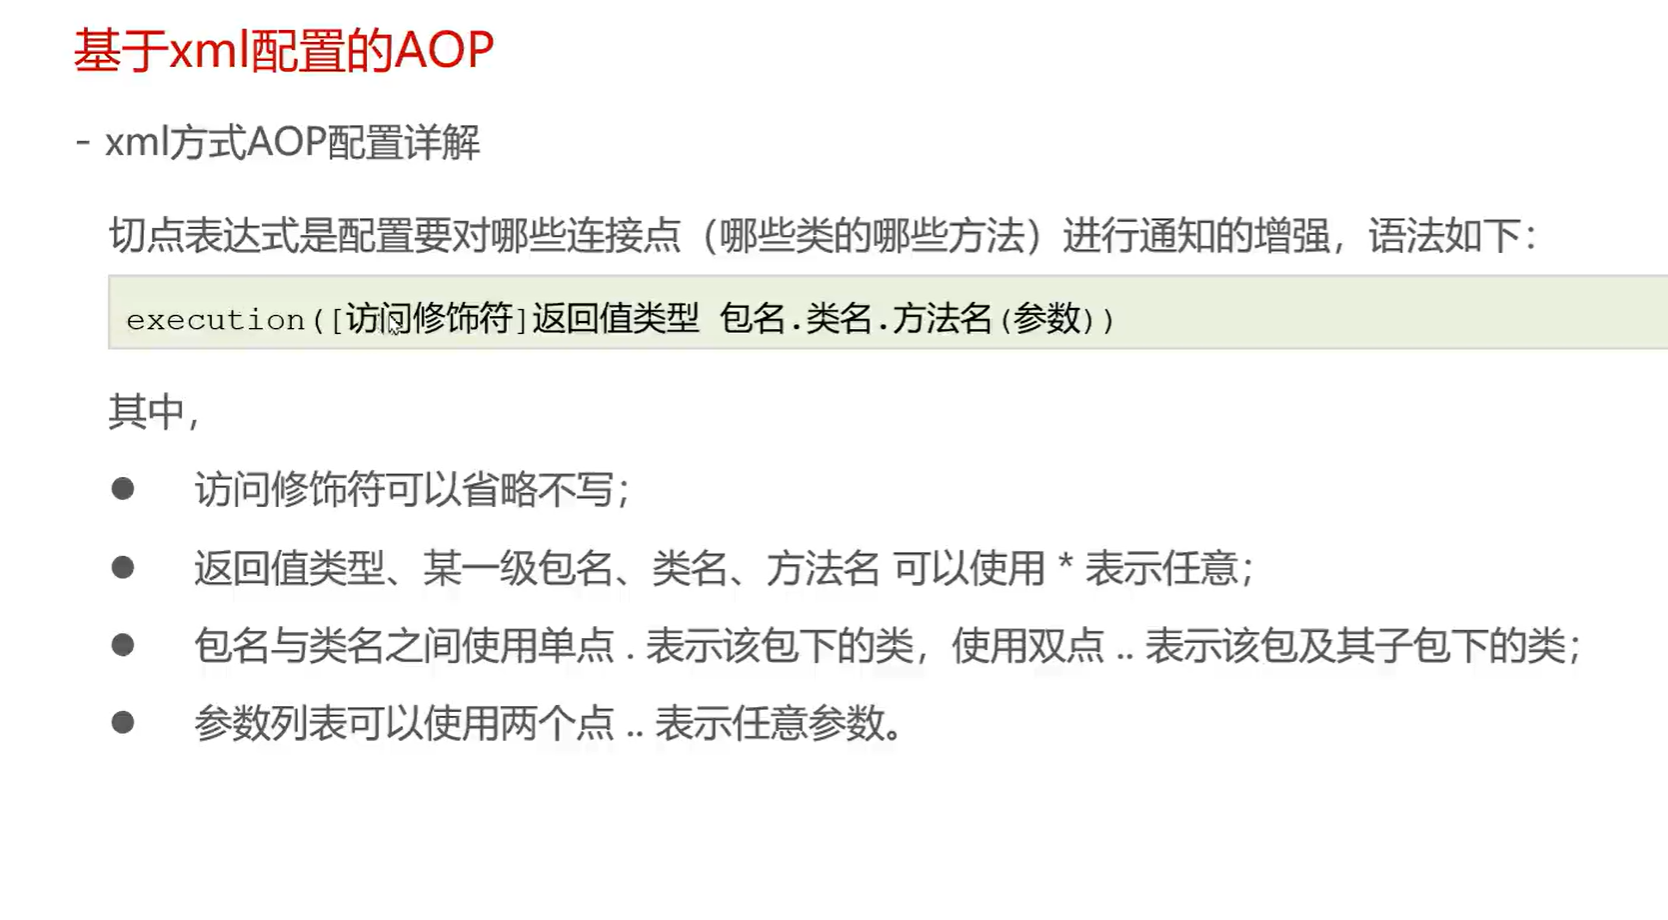 基于xml配置的AOP
- xml方式AOP配置详解
切点表达式是配置要对哪些连接点（哪些类的哪些方法）进行通知的增强，语法如下：
execution([访问修饰符]返回值类型 包名.类名.方法名(参数))
其中，
● 访问修饰符可以省略不写；
● 返回值类型、某一级包名、类名、方法名 可以使用 * 表示任意；
● 包名与类名之间使用单点 . 表示该包下的类，使用双点 .. 表示该包及其子包下的类；
● 参数列表可以使用两个点 .. 表示任意参数。